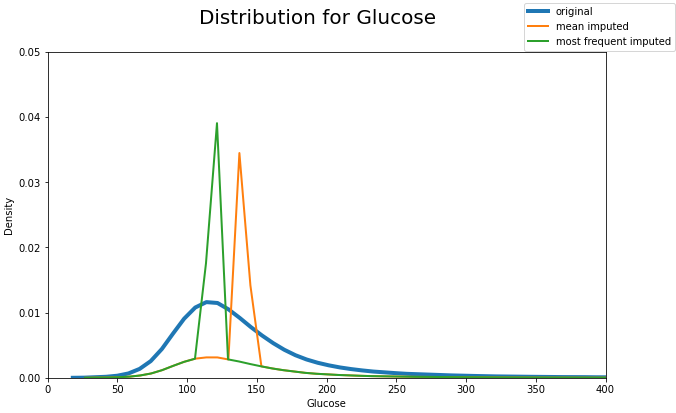 Distribution for Glucose
original
mean imputed
most frequent imputed
0.05
0.04
0.03
0.02
0.01
0.00
Density
0 50 100 150 200 250 300 350 400
Glucose